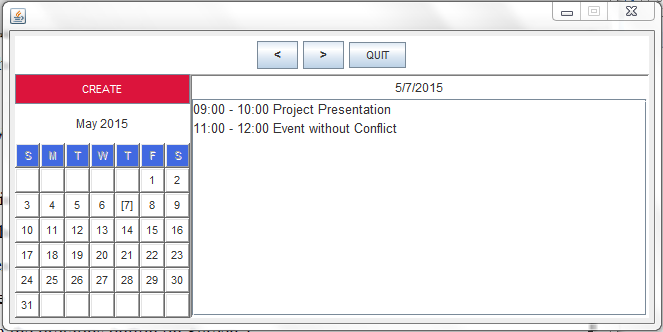 < > QUIT
CREATE
5/7/2015
May 2015
09:00 - 10:00 Project Presentation
11:00 - 12:00 Event without Conflict
S M T W T F S
1 2
3 4 5 6 [7] 8 9
10 11 12 13 14 15 16
17 18 19 20 21 22 23
24 25 26 27 28 29 30
31